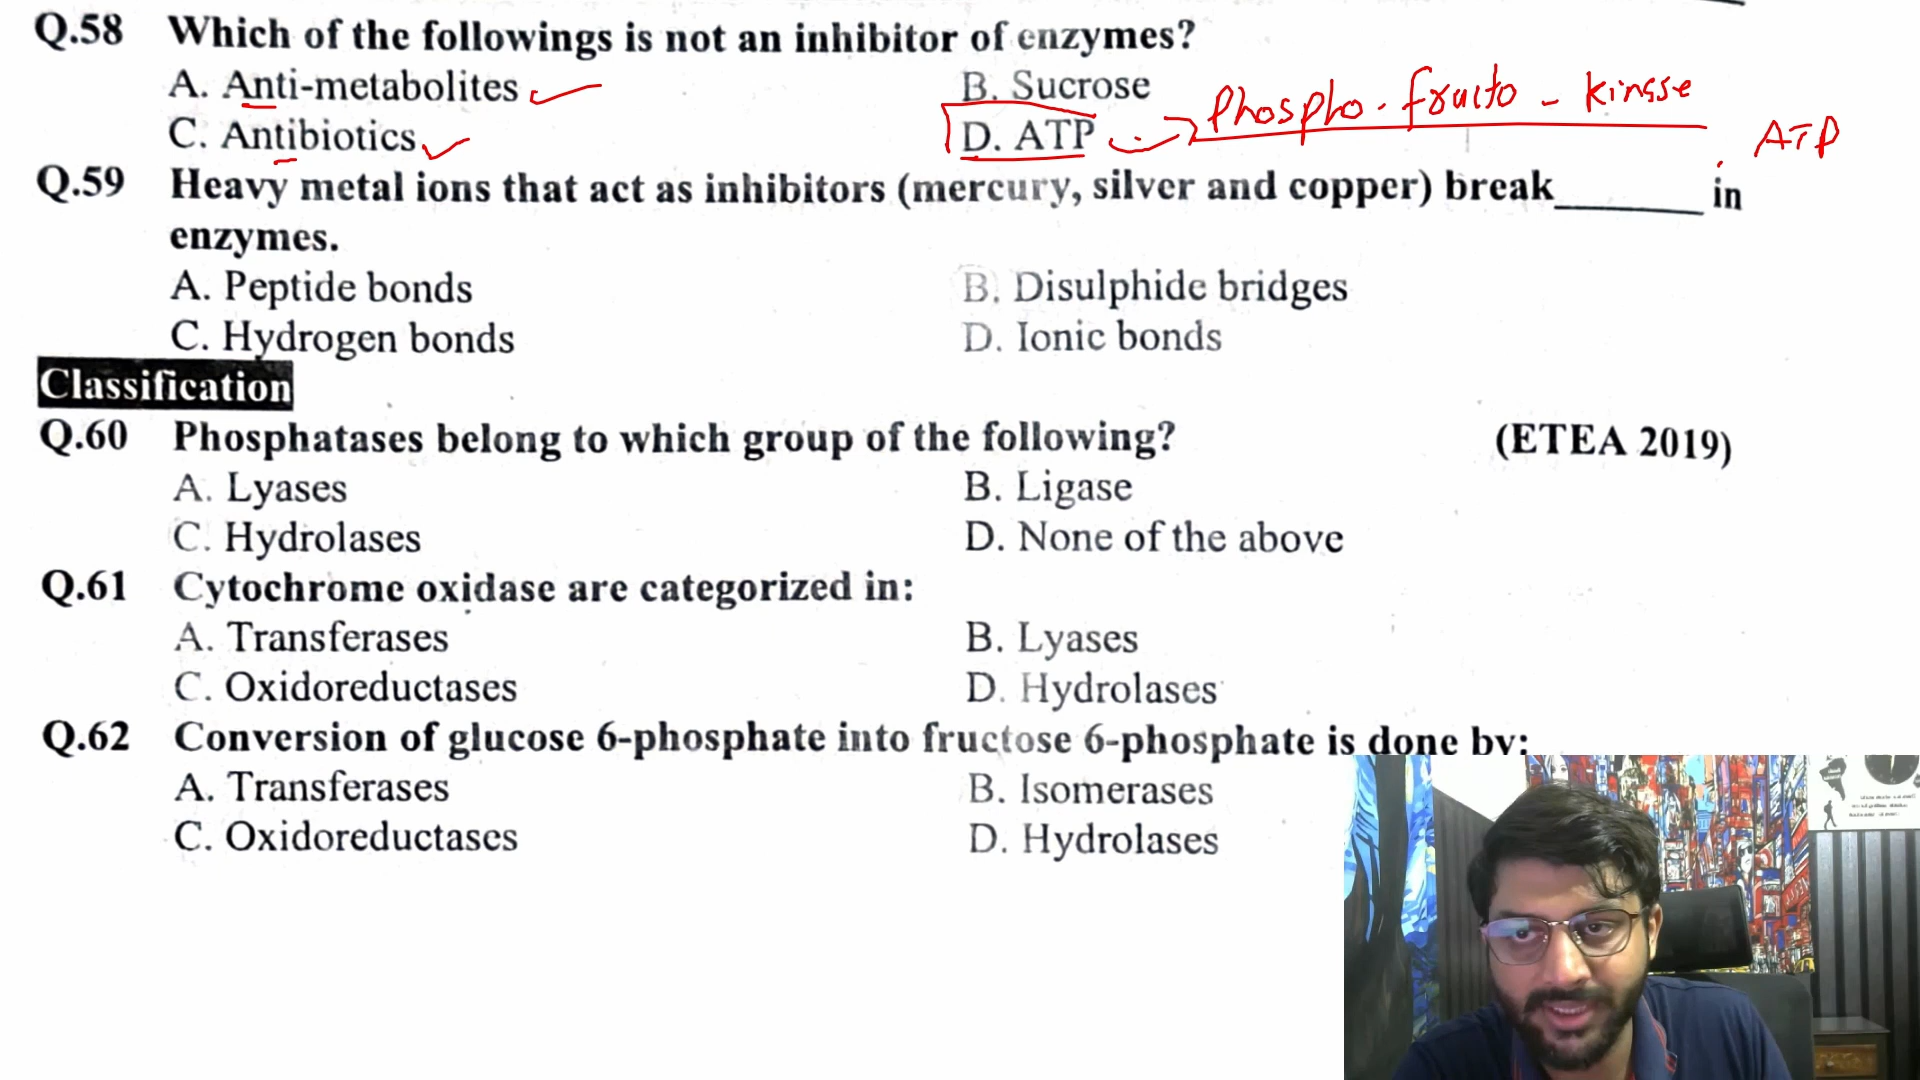 Q.58 Which of the followings is not an inhibitor of enzymes?
A. Anti-metabolites B. Sucrose
Phospho-fructo-kinsse
C. Antibiotics D. ATP
ATP
Q.59 Heavy metal ions that act as inhibitors (mercury, silver and copper) break_______ in
enzymes.
A. Peptide bonds B. Disulphide bridges
C. Hydrogen bonds D. Ionic bonds
Classification
Q.60 Phosphatases belong to which group of the following? (ETEA 2019)
A. Lyases B. Ligase
C. Hydrolases D. None of the above
Q.61 Cytochrome oxidase are categorized in:
A. Transferases B. Lyases
C. Oxidoreductases D. Hydrolases
Q.62 Conversion of glucose 6-phosphate into fructose 6-phosphate is done by:
A. Transferases B. Isomerases
C. Oxidoreductases D. Hydrolases